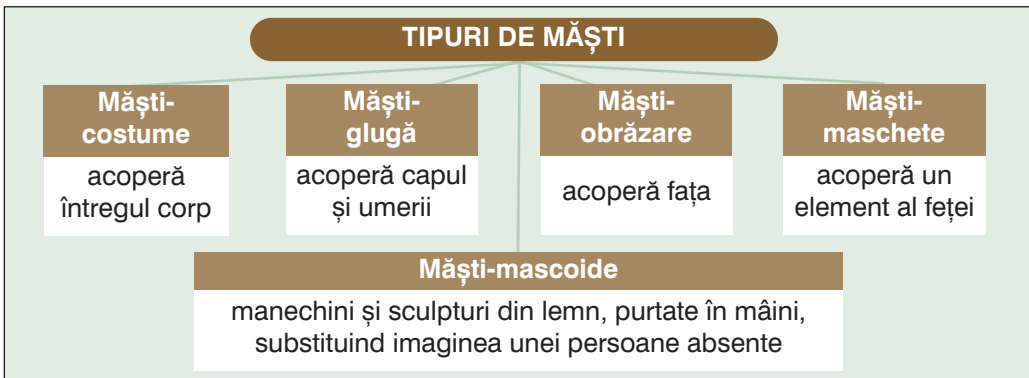 TIPURI DE MĂȘTI
Măști-
costume
acoperă
întregul corp
Măști-
glugă
acoperă capul
și umerii
Măști-
obrăzare
acoperă fața
Măști-
maschete
acoperă un
element al feței
Măști-mascoide
manechini și sculpturi din lemn, purtate în mâini,
substituind imaginea unei persoane absente